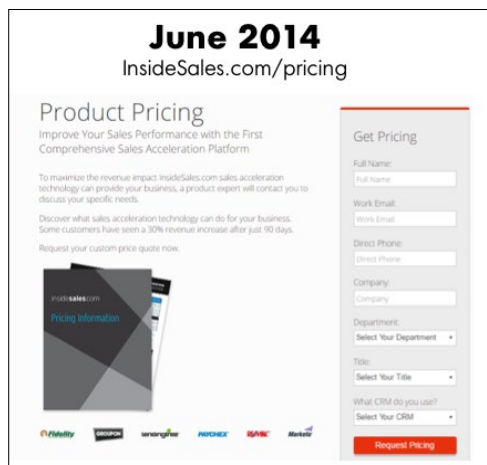 June 2014
InsideSales.com/pricing
Product Pricing
Improve Your Sales Performance with the First
Comprehensive Sales Acceleration Platform
To maximize the revenue impact InsideSales.com sales acceleration
technology can provide your business, a product expert will contact you to
discuss your specific needs.
Discover what sales acceleration technology can do for your business.
Some customers have seen a 30% revenue increase after just 90 days.
Request your custom price quote now.
insidesales.com
Pricing Information
Fidelity
GROUPON
lendingtree
PAYCHEX
RE/MAX
Marketo
Get Pricing
Full Name:
Full Name
Work Email:
Work Email
Direct Phone:
Direct Phone
Company:
Company
Department:
Select Your Department
Title:
Select Your Title
What CRM do you use?
Select Your CRM
Request Pricing